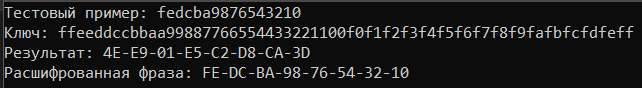 Тестовый пример: fedcba9876543210
Ключ: ffeeddccbbaa99887766554433221100f0f1f2f3f4f5f6f7f8f9fafbfcfdfeff
Результат: 4E-E9-01-E5-C2-D8-CA-3D
Расшифрованная фраза: FE-DC-BA-98-76-54-32-10